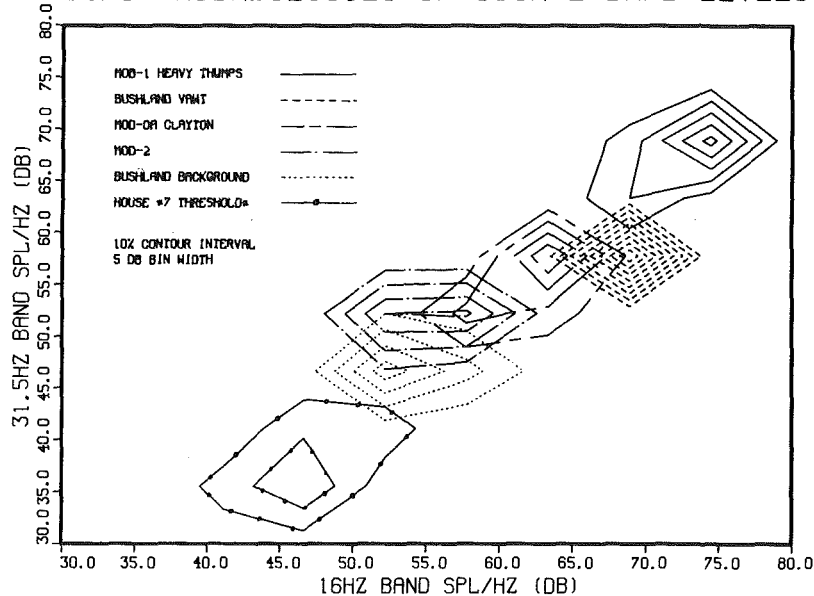 80.0
75.0
70.0
65.0
60.0
55.0
50.0
45.0
40.0
35.0
30.0
31.5HZ BAND SPL/HZ (DB)
MOD-1 HEAVY THUMPS
BUSHLAND VAWT
MOD-0A CLAYTON
MOD-2
BUSHLAND BACKGROUND
HOUSE #7 THRESHOLD*
10% CONTOUR INTERVAL
5 DB BIN WIDTH
30.0 35.0 40.0 45.0 50.0 55.0 60.0 65.0 70.0 75.0 80.0
16HZ BAND SPL/HZ (DB)